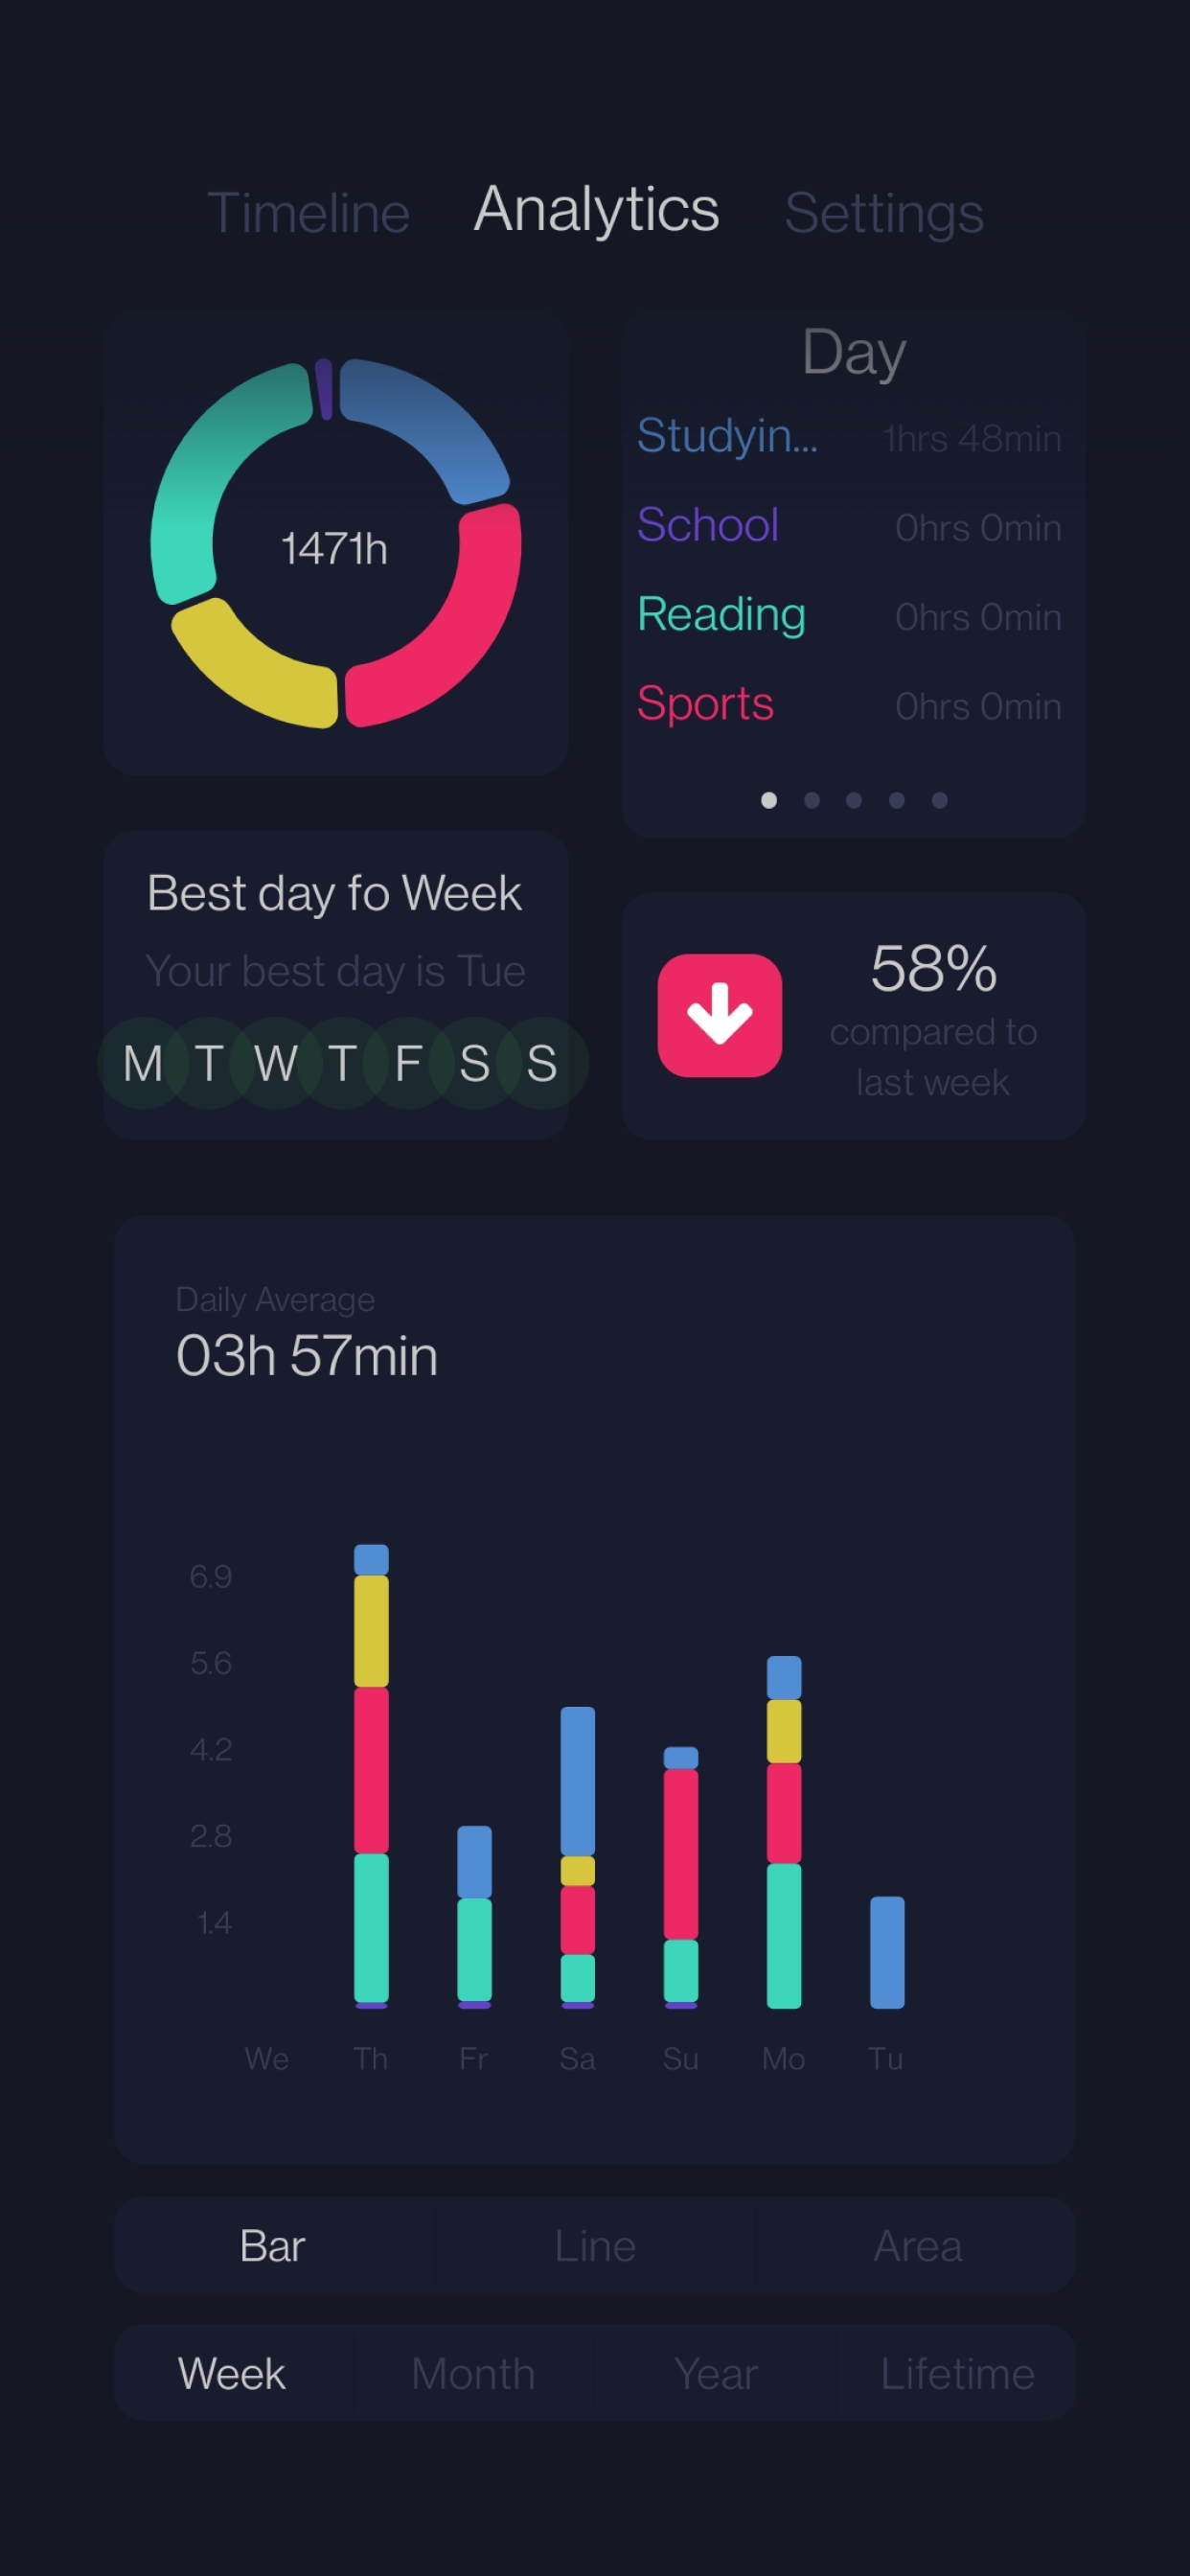 Timeline Analytics Settings
1471h
Day
Studyin... 1hrs 48min
School 0hrs 0min
Reading 0hrs 0min
Sports 0hrs 0min
Best day fo Week
Your best day is Tue
M T W T F S S
58%
compared to
last week
Daily Average
03h 57min
6.9
5.6
4.2
2.8
1.4
We Th Fr Sa Su Mo Tu
Bar Line Area
Week Month Year Lifetime